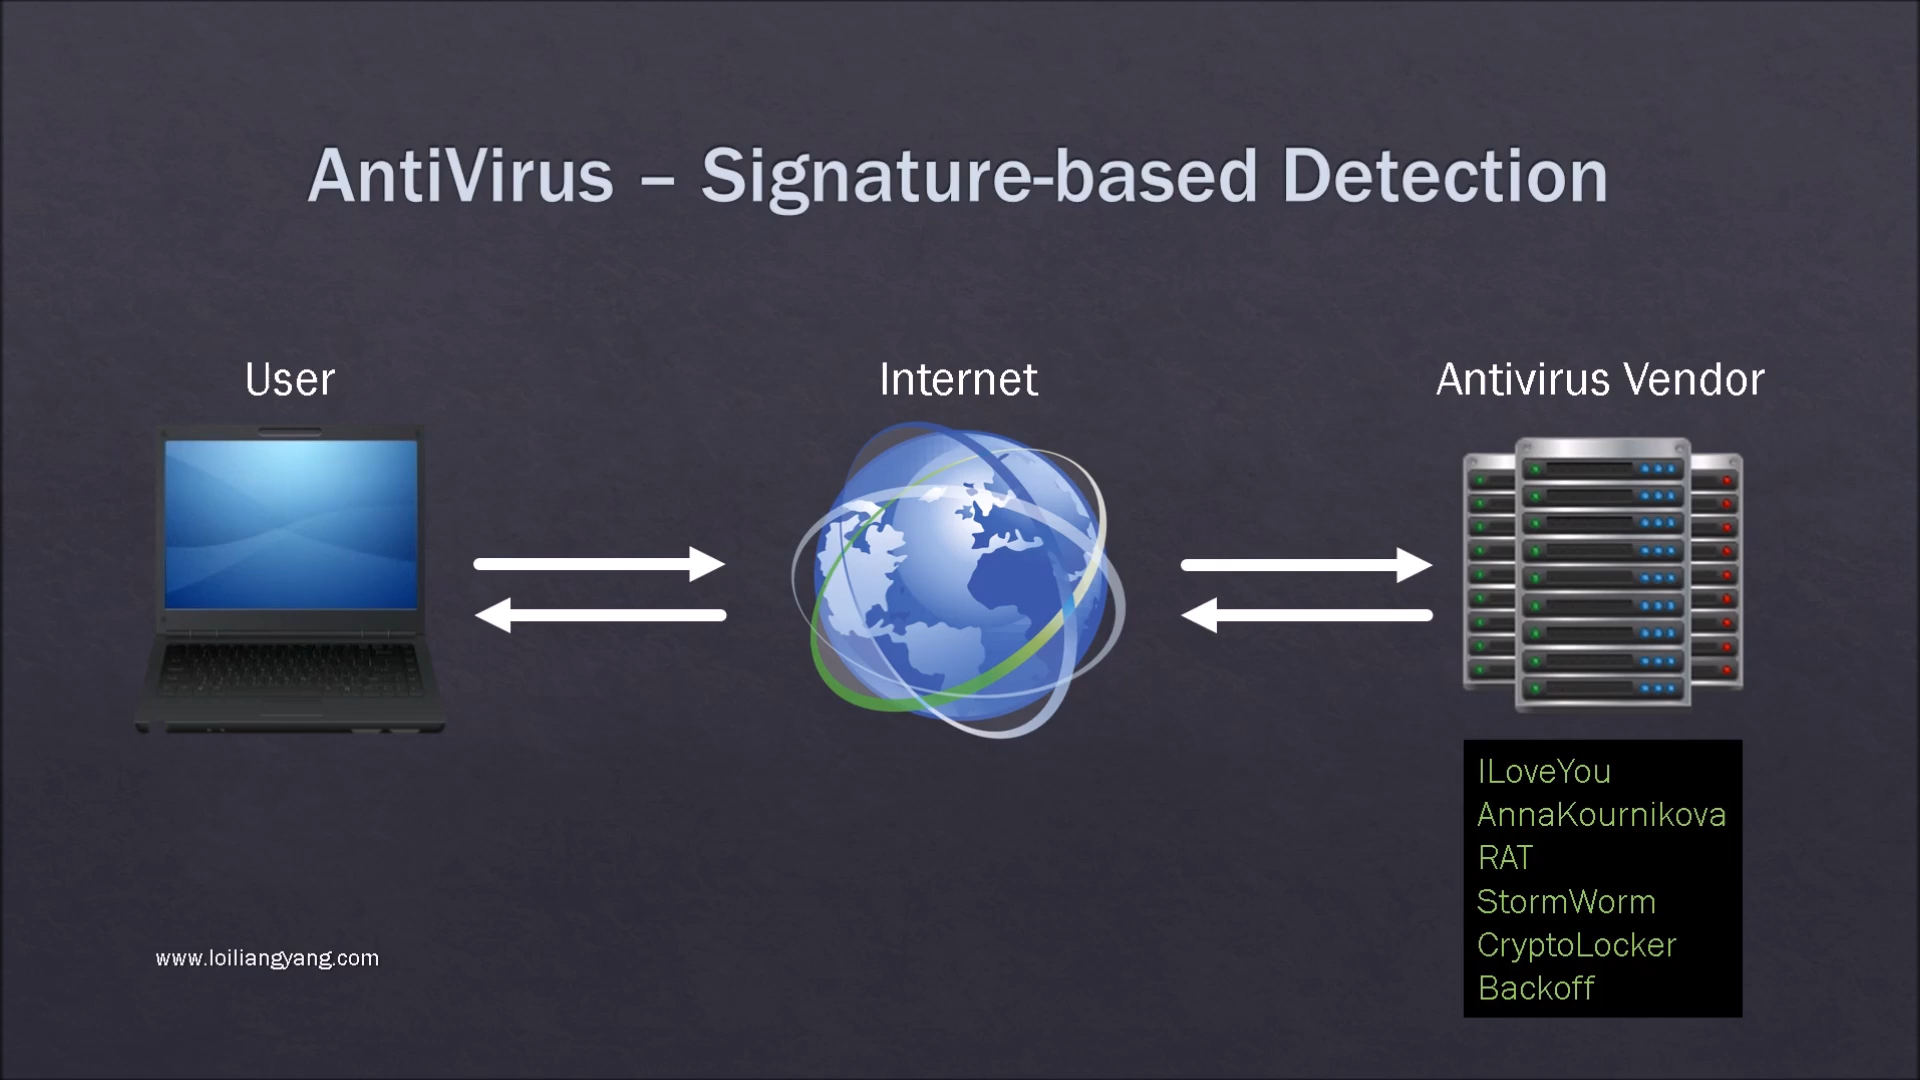 AntiVirus – Signature-based Detection
User
Internet
Antivirus Vendor
ILoveYou
AnnaKournikova
RAT
StormWorm
CryptoLocker
Backoff
www.loiliangyang.com